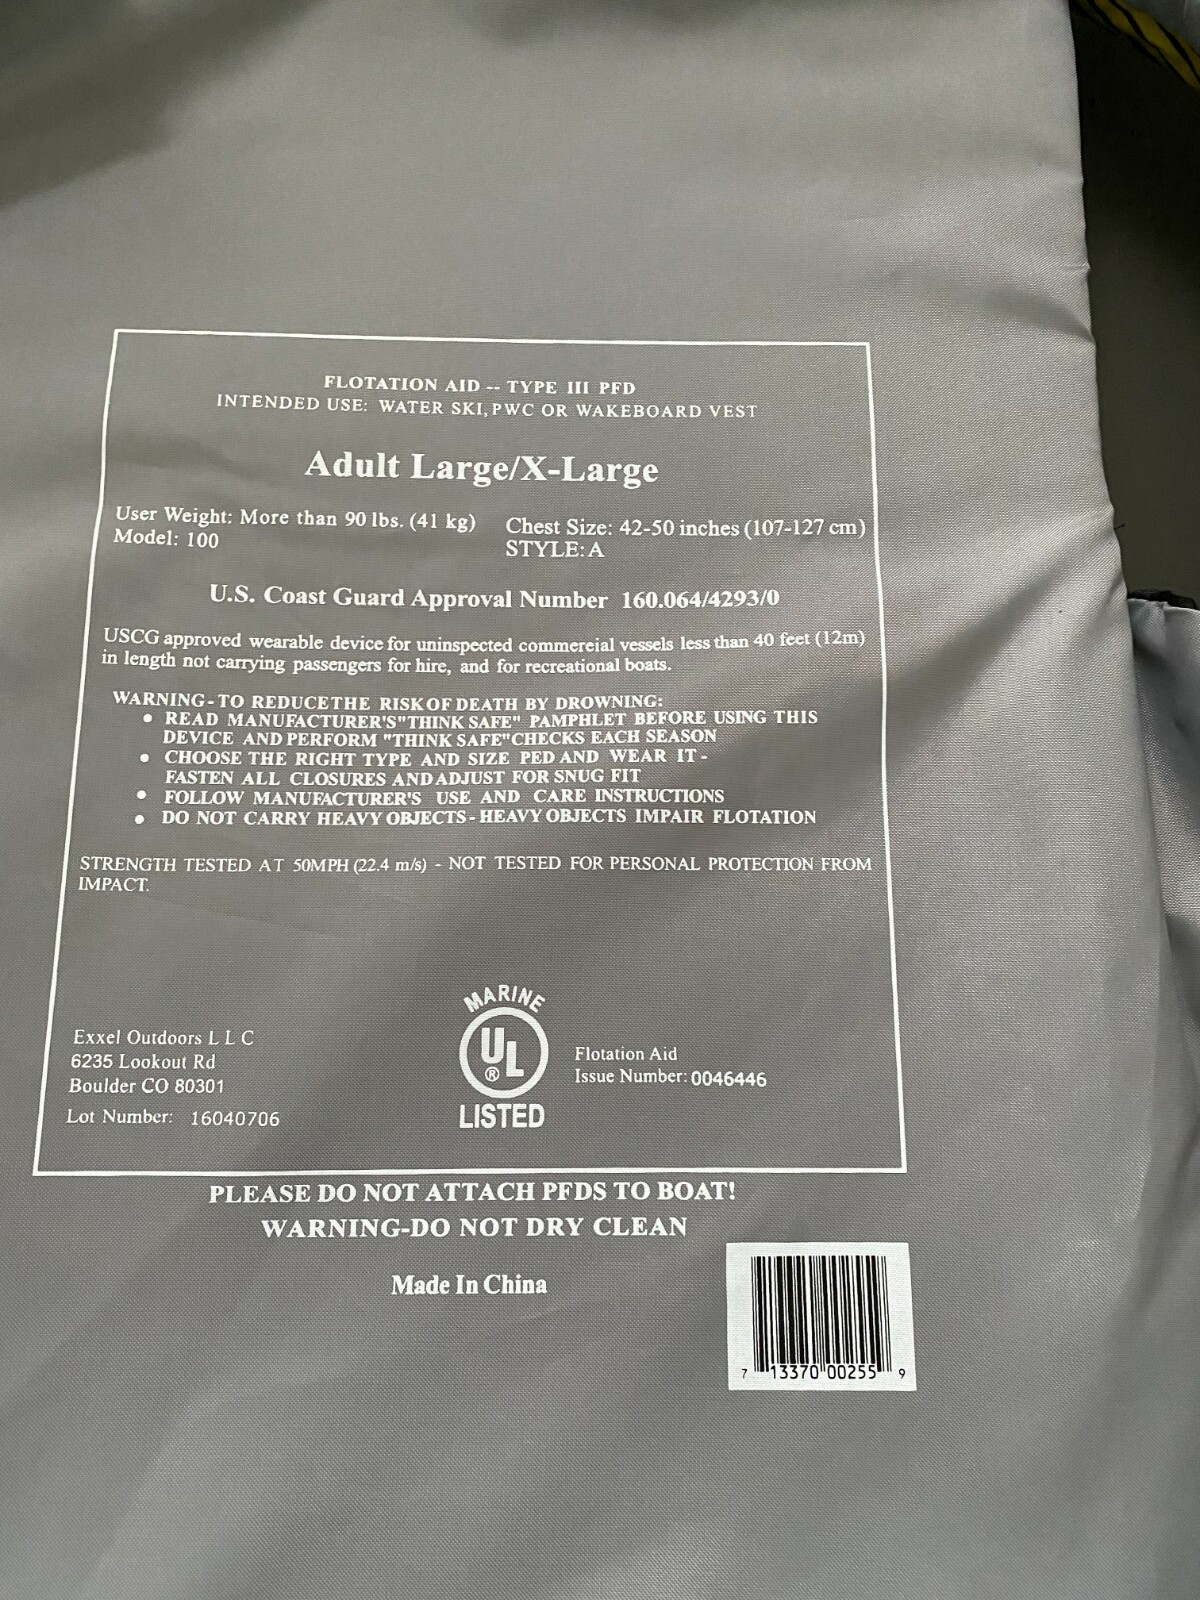 FLOTATION AID -- TYPE III PFD
INTENDED USE: WATER SKI, PWC OR WAKEBOARD VEST
Adult Large/X-Large
User Weight: More than 90 lbs. (41 kg) Chest Size: 42-50 inches (107-127 cm)
Model: 100 STYLE: A
U.S. Coast Guard Approval Number 160.064/4293/0
USCG approved wearable device for uninspected commereial vessels less than 40 feet (12m)
in length not carrying passengers for hire, and for recreational boats.
WARNING-TO REDUCE THE RISK OF DEATH BY DROWNING:
• READ MANUFACTURER'S "THINK SAFE" PAMPHLET BEFORE USING THIS
DEVICE AND PERFORM "THINK SAFE" CHECKS EACH SEASON
• CHOOSE THE RIGHT TYPE AND SIZE PED AND WEAR IT -
FASTEN ALL CLOSURES AND ADJUST FOR SNUG FIT
• FOLLOW MANUFACTURER'S USE AND CARE INSTRUCTIONS
• DO NOT CARRY HEAVY OBJECTS - HEAVY OBJECTS IMPAIR FLOTATION
STRENGTH TESTED AT 50MPH (22.4 m/s) - NOT TESTED FOR PERSONAL PROTECTION FROM
IMPACT.
Exxel Outdoors L L C
6235 Lookout Rd
Boulder CO 80301
Lot Number: 16040706
MARINE
UL®
LISTED
Flotation Aid
Issue Number: 0046446
PLEASE DO NOT ATTACH PFDS TO BOAT!
WARNING-DO NOT DRY CLEAN
Made In China
7 13370 00255 9